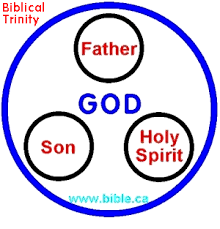 Biblical
Trinity
Father
GOD
Son
Holy
Spirit
www.bible.ca